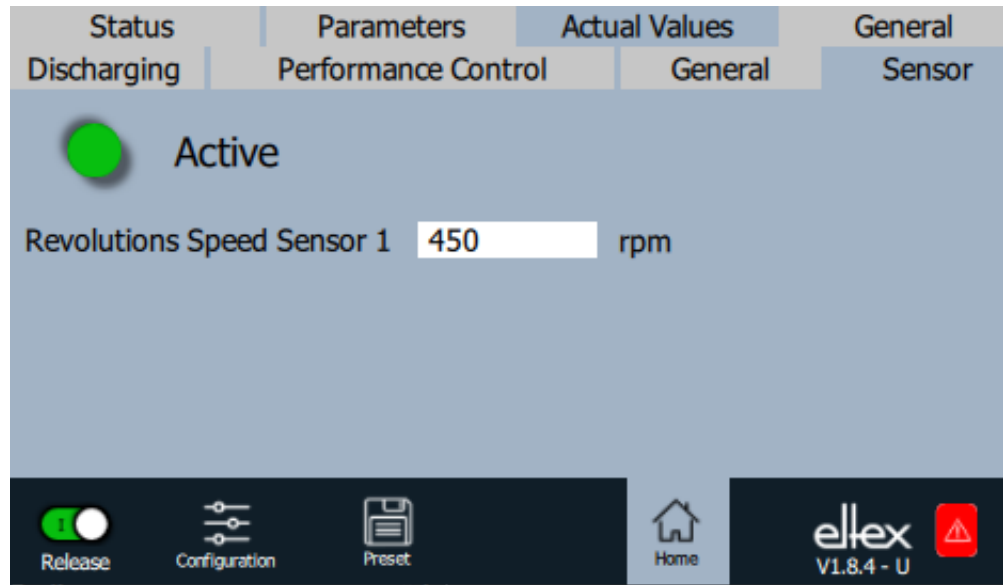 Status Parameters Actual Values General
Discharging Performance Control General Sensor
Active
Revolutions Speed Sensor 1 450 rpm
I
Release Configuration Preset Home eltex
V1.8.4 - U